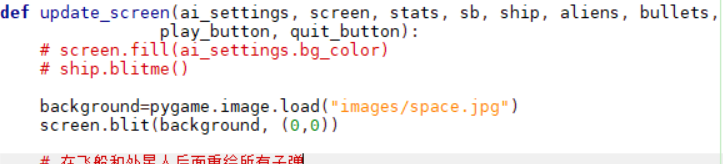 def update_screen(ai_settings, screen, stats, sb, ship, aliens, bullets,
play_button, quit_button):
# screen.fill(ai_settings.bg_color)
# ship.blitme()
background=pygame.image.load("images/space.jpg")
screen.blit(background, (0,0))
# 在飞船和外星人后面重绘所有子弹